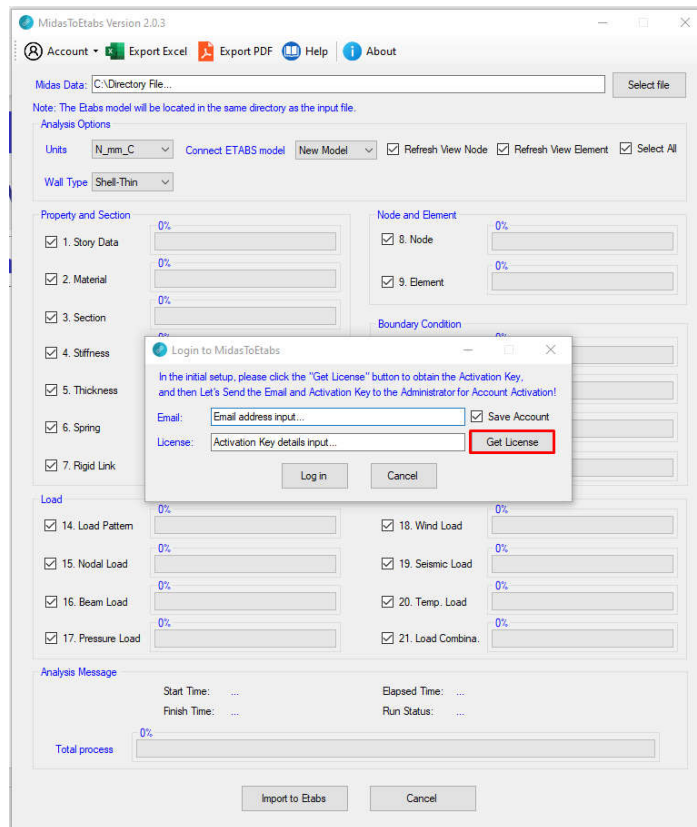 MidasToEtabs Version 2.0.3
Account Export Excel Export PDF Help About
Midas Data: C:\Directory File... Select file
Note: The Etabs model will be located in the same directory as the input file.
Analysis Options
Units N_mm_C Connect ETABS model New Model Refresh View Node Refresh View Element Select All
Wall Type Shell-Thin
Property and Section Node and Element
0% 0%
1. Story Data 8. Node
0% 0%
2. Material 9. Element
0%
3. Section Boundary Condition
4. Stiffness
Login to MidasToEtabs
In the initial setup, please click the "Get License" button to obtain the Activation Key,
and then Let's Send the Email and Activation Key to the Administrator for Account Activation!
5. Thickness
Email: Email address input... Save Account
6. Spring
License: Activation Key details input... Get License
7. Rigid Link
Log in Cancel
Load
0% 0%
14. Load Pattern 18. Wind Load
0% 0%
15. Nodal Load 19. Seismic Load
0% 0%
16. Beam Load 20. Temp. Load
0% 0%
17. Pressure Load 21. Load Combina.
Analysis Message
Start Time: ... Elapsed Time: ...
Finish Time: ... Run Status: ...
0%
Total process
Import to Etabs Cancel